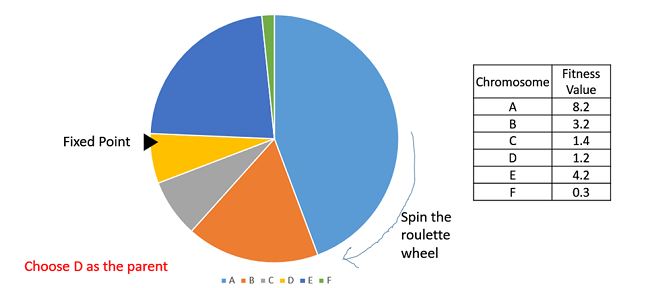 Fixed Point
Choose D as the parent
Spin the
roulette
wheel
A B C D E F
Chromosome Fitness Value
A 8.2
B 3.2
C 1.4
D 1.2
E 4.2
F 0.3